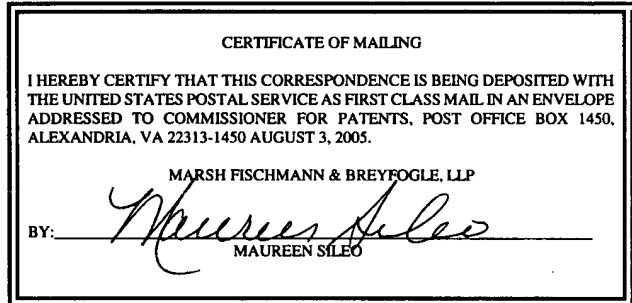 CERTIFICATE OF MAILING
I HEREBY CERTIFY THAT THIS CORRESPONDENCE IS BEING DEPOSITED WITH
THE UNITED STATES POSTAL SERVICE AS FIRST CLASS MAIL IN AN ENVELOPE
ADDRESSED TO COMMISSIONER FOR PATENTS, POST OFFICE BOX 1450,
ALEXANDRIA, VA 22313-1450 AUGUST 3, 2005.
MARSH FISCHMANN & BREYFOGLE, LLP
BY: Maureen Sileo
MAUREEN SILEO